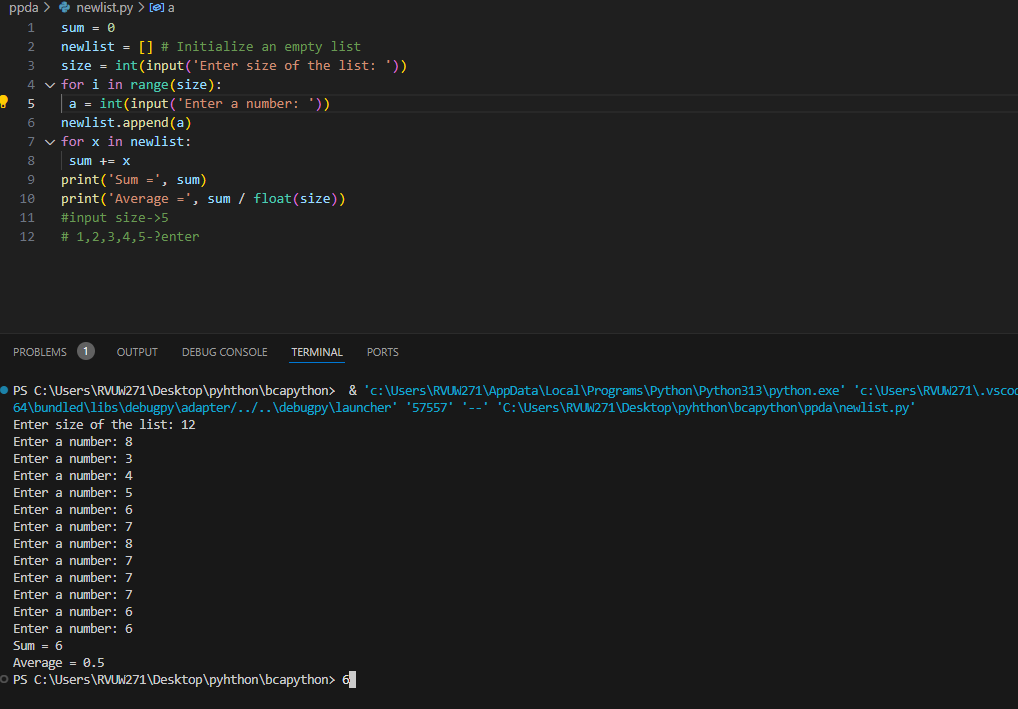 ppda > newlist.py > a
1 sum = 0
2 newlist = [] # Initialize an empty list
3 size = int(input('Enter size of the list: '))
4 for i in range(size):
5  a = int(input('Enter a number: '))
6 newlist.append(a)
7 for x in newlist:
8  sum += x
9 print('Sum =', sum)
10 print('Average =', sum / float(size))
11 #input size->5
12 # 1,2,3,4,5-?enter
PROBLEMS 1 OUTPUT DEBUG CONSOLE TERMINAL PORTS
PS C:\Users\RVUW271\Desktop\pyhton\bcapython>  & 'c:\Users\RVUW271\AppData\Local\Programs\Python\Python313\python.exe' 'c:\Users\RVUW271\.vscod
64\bundled\libs\debugpy\adapter/../..\debugpy\launcher' '57557' '--' 'C:\Users\RVUW271\Desktop\pyhton\bcapython\ppda\newlist.py'
Enter size of the list: 12
Enter a number: 8
Enter a number: 3
Enter a number: 4
Enter a number: 5
Enter a number: 6
Enter a number: 7
Enter a number: 8
Enter a number: 7
Enter a number: 7
Enter a number: 7
Enter a number: 6
Enter a number: 6
Sum = 6
Average = 0.5
PS C:\Users\RVUW271\Desktop\pyhton\bcapython> 6